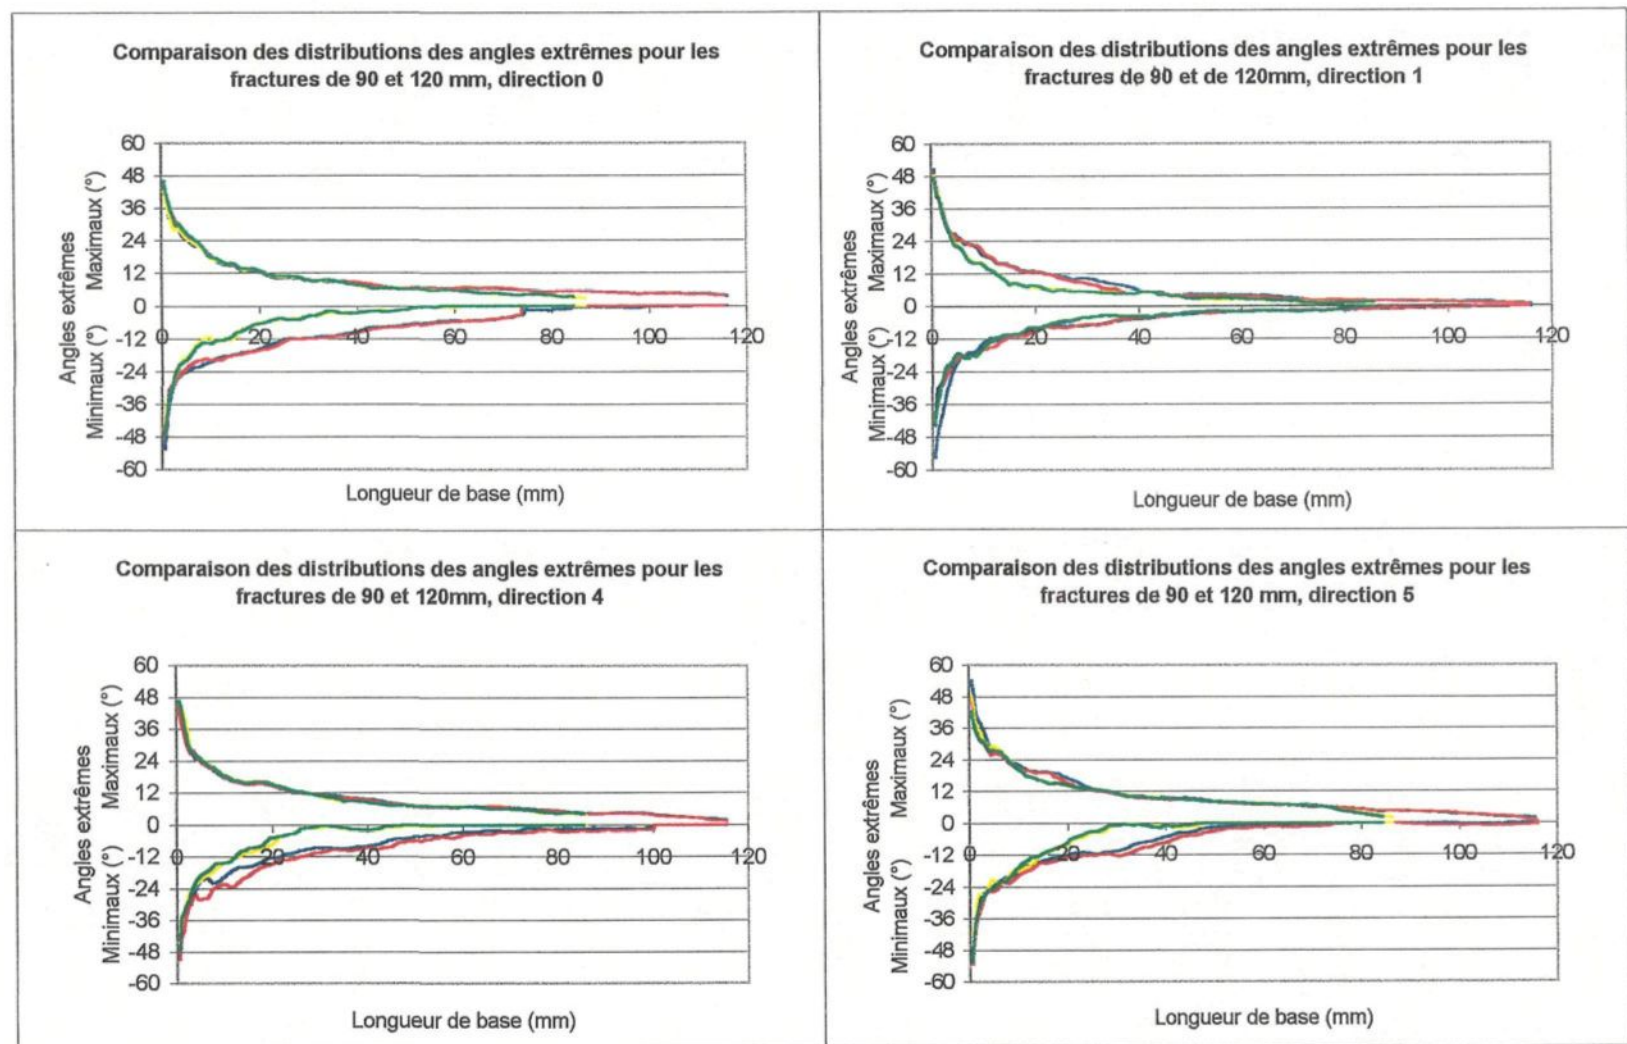 Comparaison des distributions des angles extrêmes pour les
fractures de 90 et 120 mm, direction 0
60
48
36
24
12
0
-12
-24
-36
-48
-60
0 20 40 60 80 100 120
Angles extrêmes
Minimaux (°) Maximaux (°)
Longueur de base (mm)
Comparaison des distributions des angles extrêmes pour les
fractures de 90 et de 120mm, direction 1
60
48
36
24
12
0
-12
-24
-36
-48
-60
0 20 40 60 80 100 120
Angles extrêmes
Minimaux (°) Maximaux (°)
Longueur de base (mm)
Comparaison des distributions des angles extrêmes pour les
fractures de 90 et 120mm, direction 4
60
48
36
24
12
0
-12
-24
-36
-48
-60
0 20 40 60 80 100 120
Angles extrêmes
Minimaux (°) Maximaux (°)
Longueur de base (mm)
Comparaison des distributions des angles extrêmes pour les
fractures de 90 et 120 mm, direction 5
60
48
36
24
12
0
-12
-24
-36
-48
-60
0 20 40 60 80 100 120
Angles extrêmes
Minimaux (°) Maximaux (°)
Longueur de base (mm)